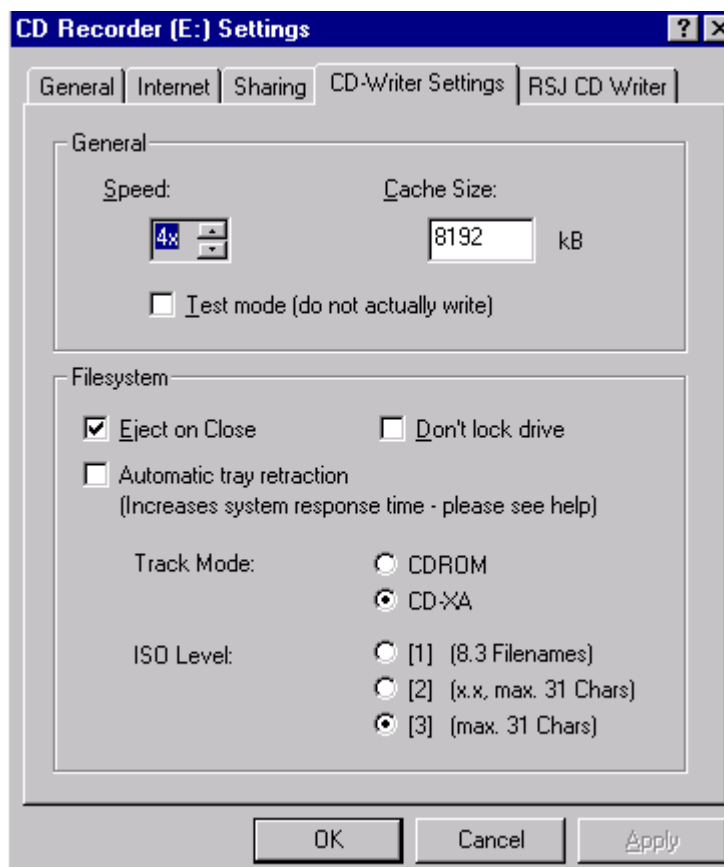 CD Recorder (E:) Settings
General Internet Sharing CD-Writer Settings RSJ CD Writer
General
Speed: Cache Size:
4x 8192 kB
Test mode (do not actually write)
Filesystem
Eject on Close Don't lock drive
Automatic tray retraction
(Increases system response time - please see help)
Track Mode: CDROM
CD-XA
ISO Level: [1] (8.3 Filenames)
[2] (x.x, max. 31 Chars)
[3] (max. 31 Chars)
OK Cancel Apply